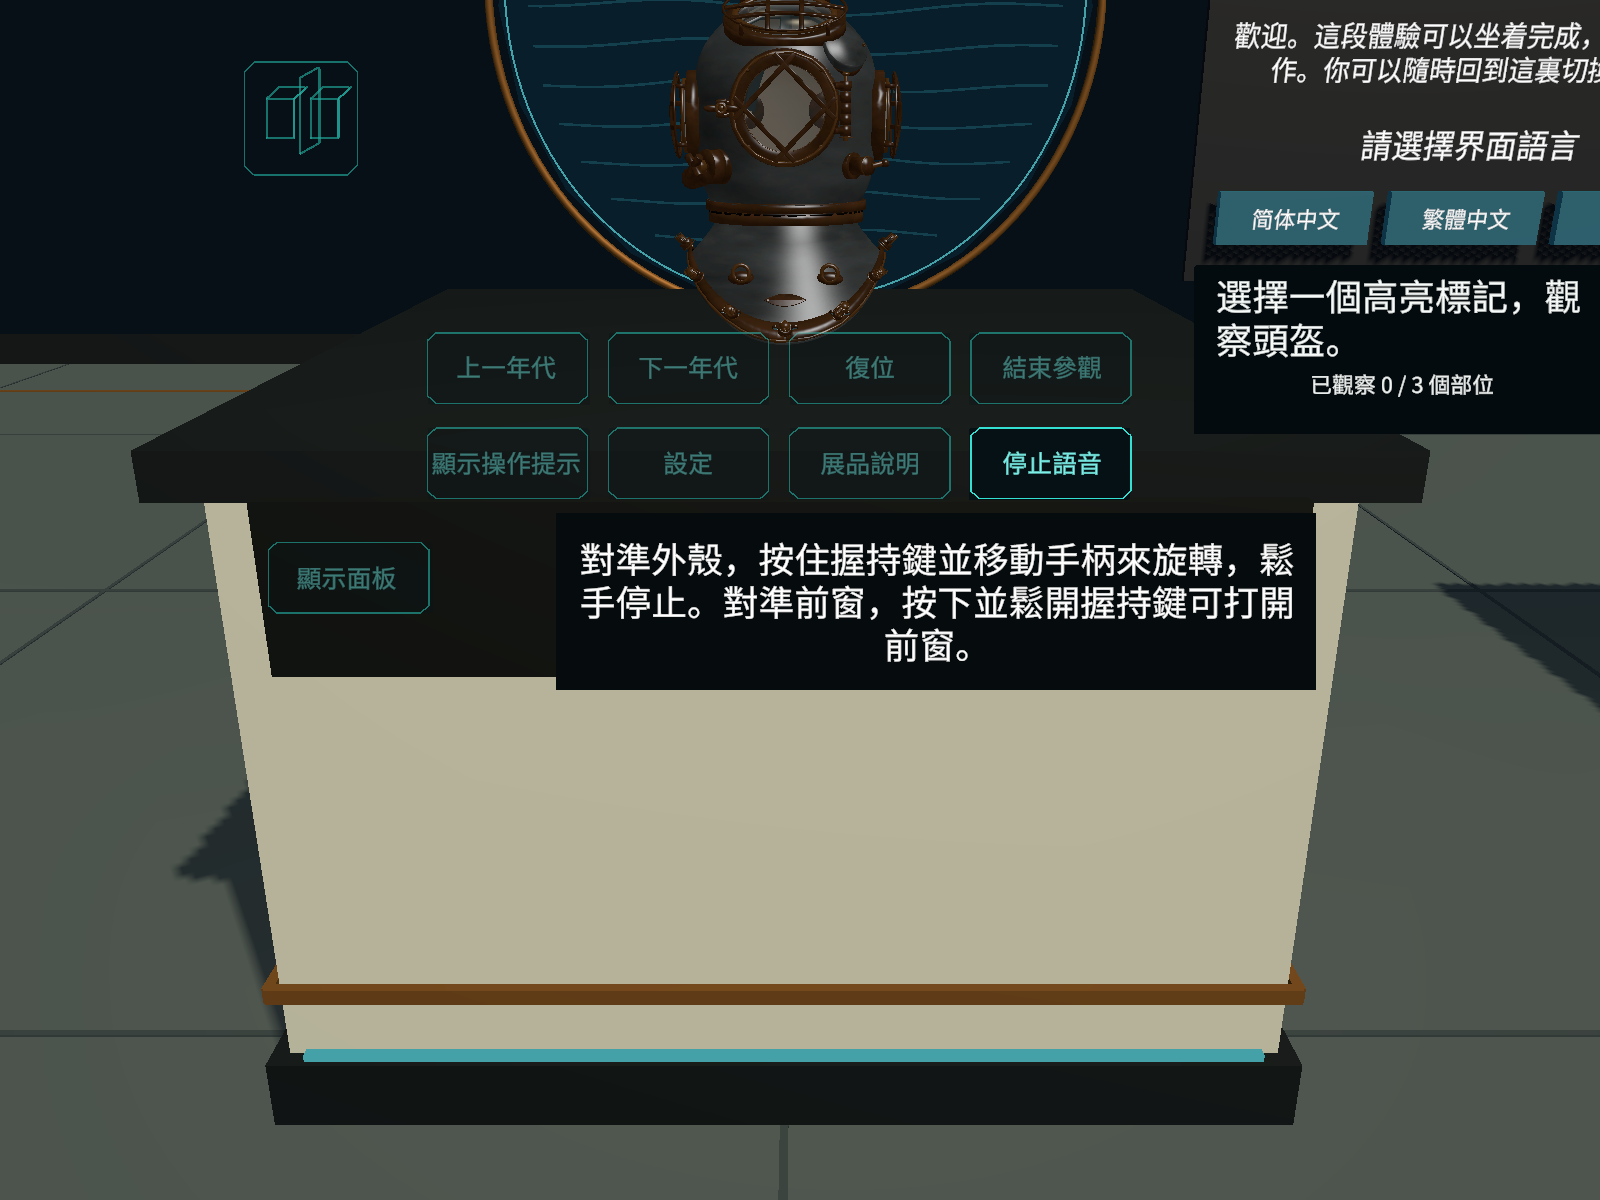 歡迎。這段體驗可以坐着完成，
作。你可以隨時回到這裏切換
請選擇界面語言
简体中文
繁體中文
選擇一個高亮標記，觀
察頭盔。
已觀察 0 / 3 個部位
上一年代
下一年代
復位
結束參觀
顯示操作提示
設定
展品說明
停止語音
顯示面板
對準外殼，按住握持鍵並移動手柄來旋轉，鬆
手停止。對準前窗，按下並鬆開握持鍵可打開
前窗。